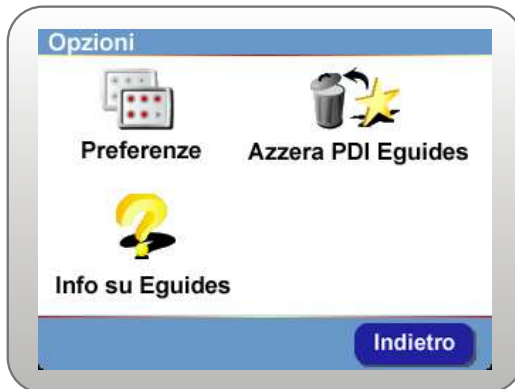 Opzioni
Preferenze Azzera PDI Eguides
Info su Eguides
Indietro